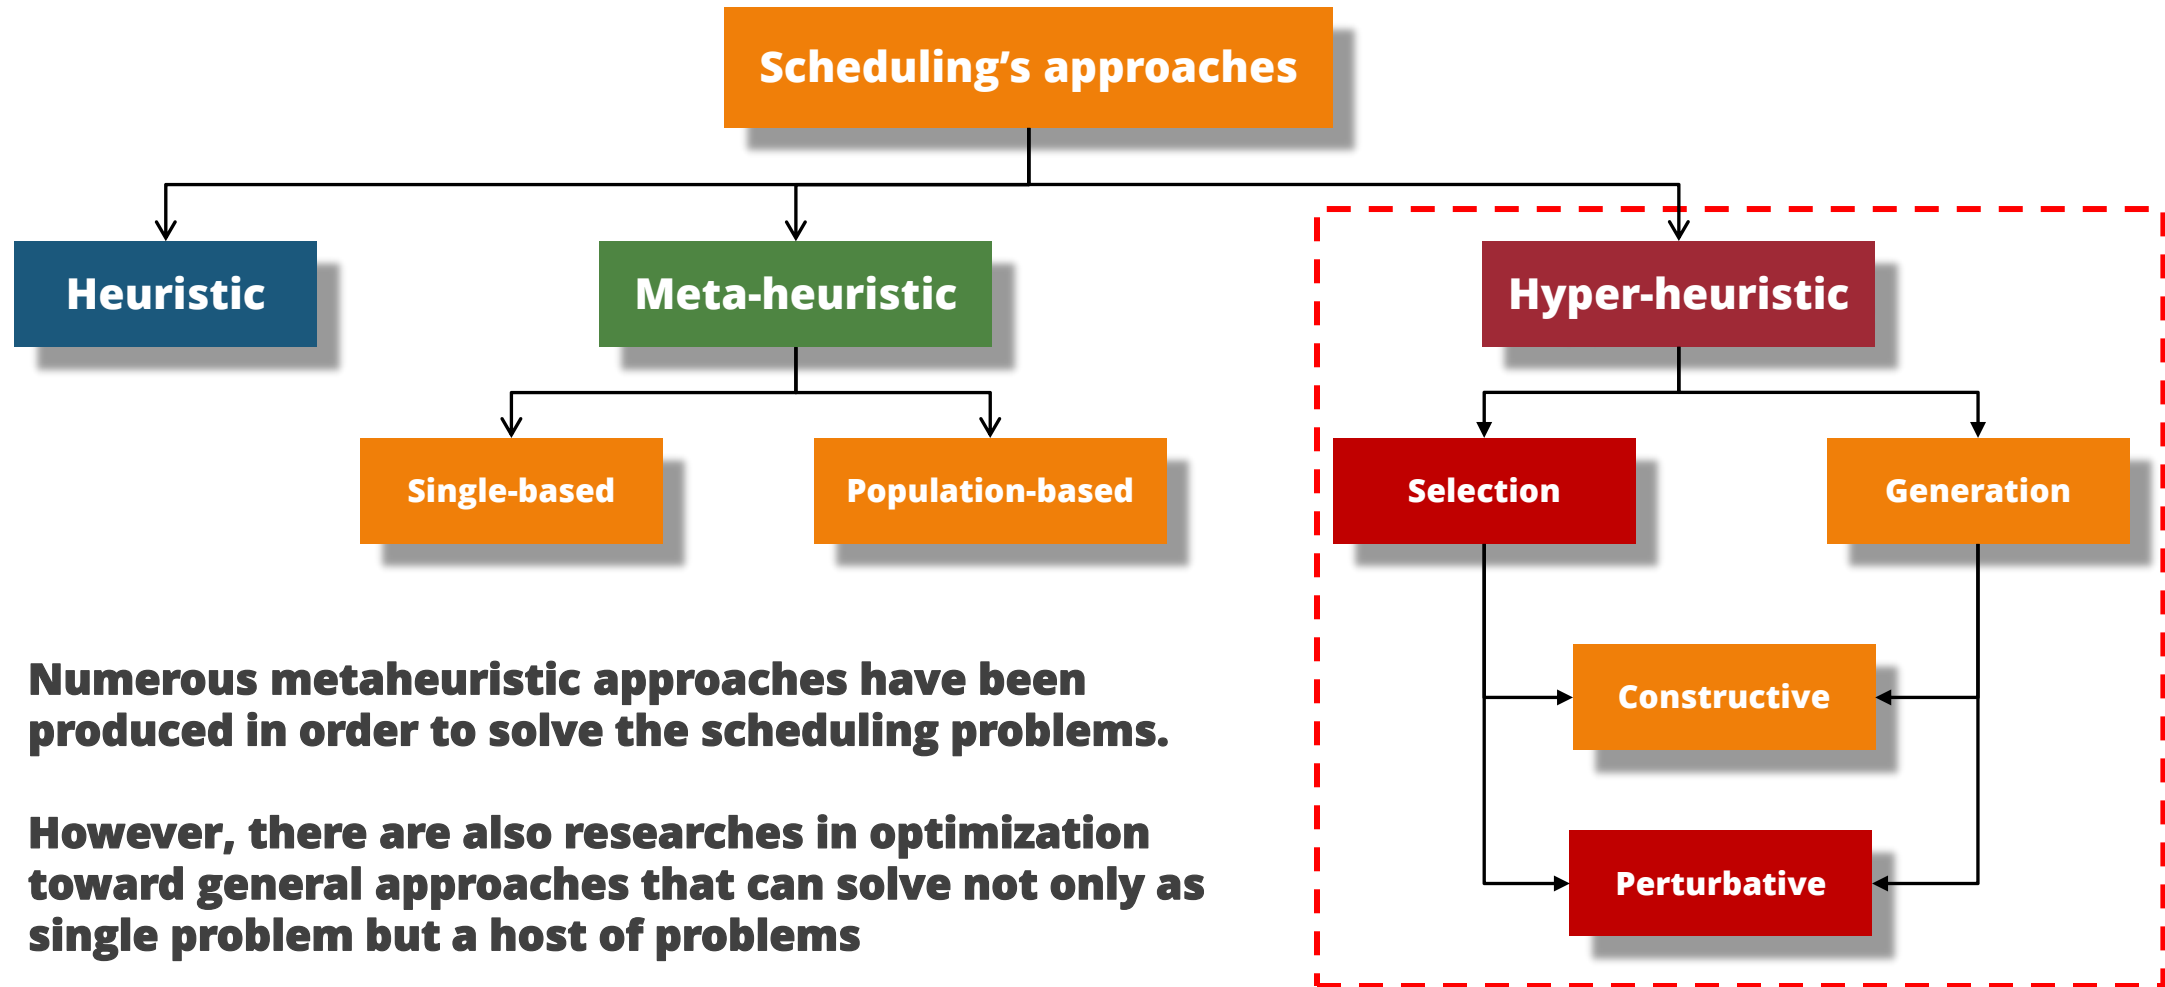 Scheduling’s approaches
Heuristic
Meta-heuristic
Hyper-heuristic
Single-based
Population-based
Selection
Generation
Constructive
Perturbative
Numerous metaheuristic approaches have been
produced in order to solve the scheduling problems.
However, there are also researches in optimization
toward general approaches that can solve not only as
single problem but a host of problems